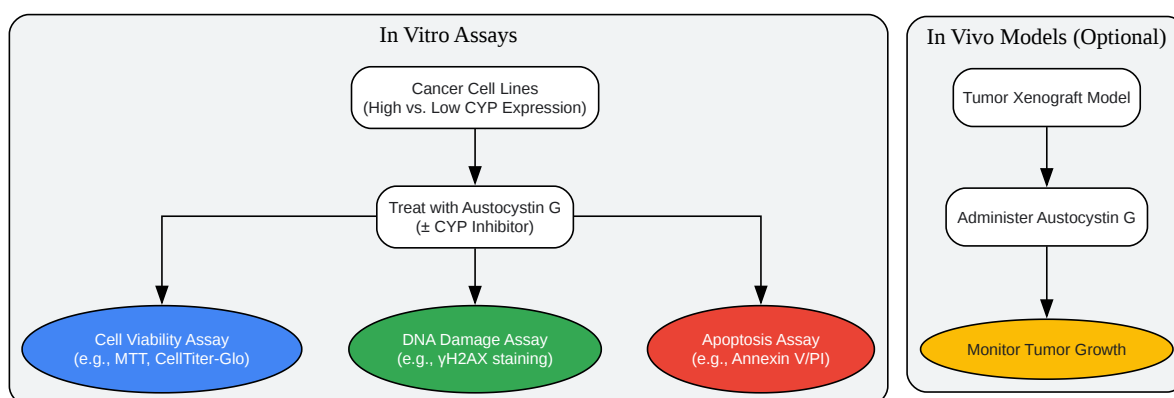 In Vitro Assays
Cancer Cell Lines
(High vs. Low CYP Expression)
Treat with Austocystin G
(± CYP Inhibitor)
Cell Viability Assay
(e.g., MTT, CellTiter-Glo)
DNA Damage Assay
(e.g., γH2AX staining)
Apoptosis Assay
(e.g., Annexin V/PI)
In Vivo Models (Optional)
Tumor Xenograft Model
Administer Austocystin G
Monitor Tumor Growth